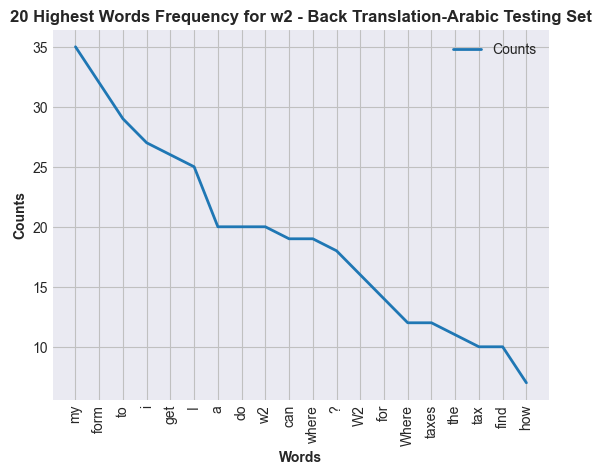 20 Highest Words Frequency for w2 - Back Translation-Arabic Testing Set
Counts
35
30
25
20
15
10
Counts
my
form
to
i
get
I
a
do
w2
can
where
?
W2
for
Where
taxes
the
tax
find
how
Words